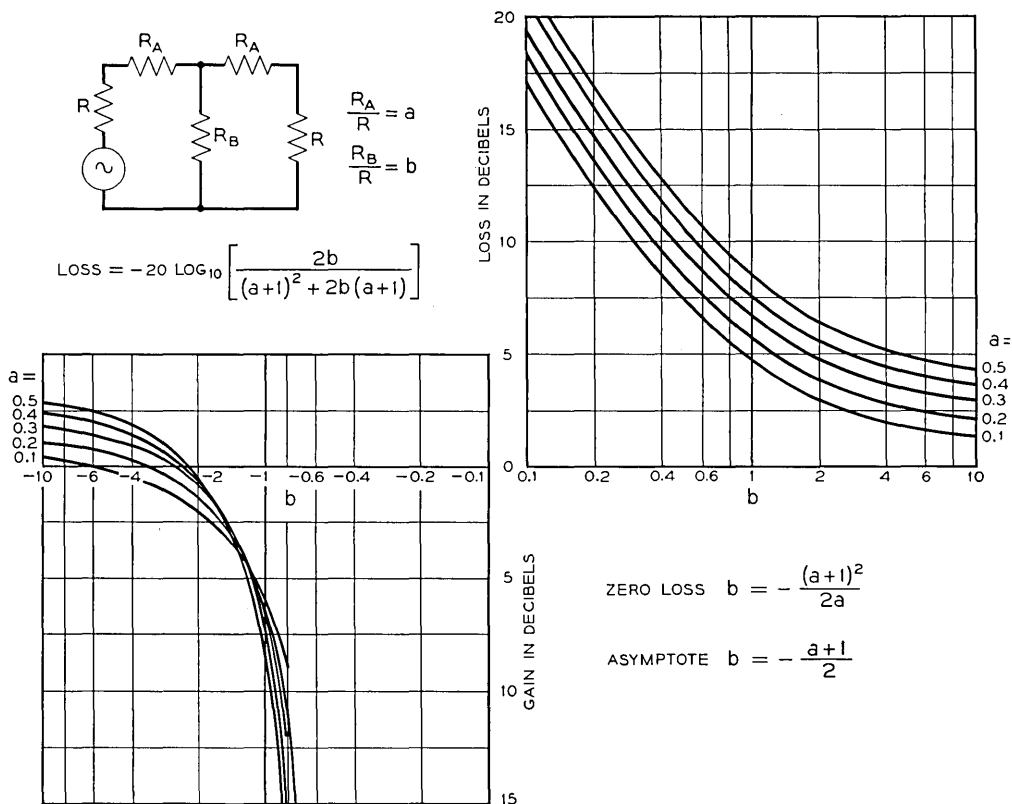 R_A
R_A
R
R_B
R
R_A/R = a
R_B/R = b
LOSS = -20 LOG₁₀ [2b / ((a+1)² + 2b(a+1))]
LOSS IN DECIBELS
20
15
10
5
0
0.1 0.2 0.4 0.6 1 2 4 6 10
b
a=
0.5
0.4
0.3
0.2
0.1
a=
0.5
0.4
0.3
0.2
0.1
-10 -6 -4 -2 -1 -0.6 -0.4 -0.2 -0.1
b
5
10
15
GAIN IN DECIBELS
ZERO LOSS b = - (a+1)²/2a
ASYMPTOTE b = - a+1/2